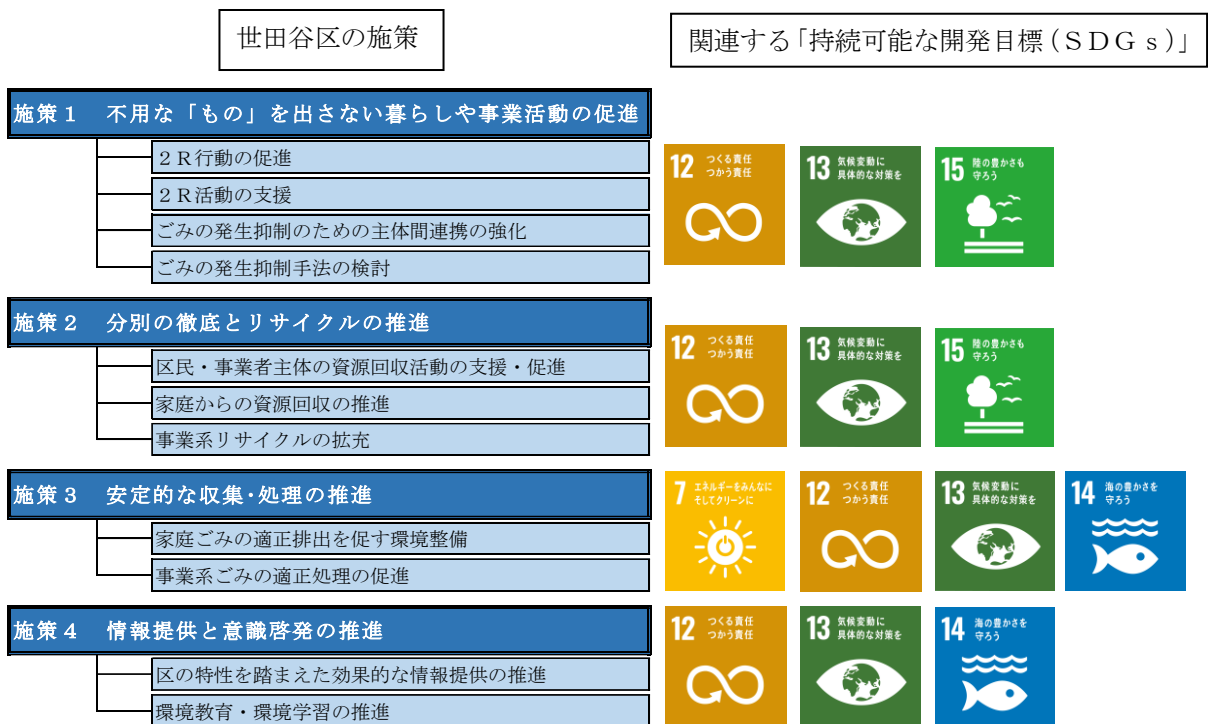 世田谷区の施策
関連する「持続可能な開発目標（ＳＤＧｓ）」
施策１　不用な「もの」を出さない暮らしや事業活動の促進
２Ｒ行動の促進
２Ｒ活動の支援
ごみの発生抑制のための主体間連携の強化
ごみの発生抑制手法の検討
12 つくる責任
つかう責任
13 気候変動に
具体的な対策を
15 陸の豊かさも
守ろう
施策２　分別の徹底とリサイクルの推進
区民・事業者主体の資源回収活動の支援・促進
家庭からの資源回収の推進
事業系リサイクルの拡充
12 つくる責任
つかう責任
13 気候変動に
具体的な対策を
15 陸の豊かさも
守ろう
施策３　安定的な収集･処理の推進
家庭ごみの適正排出を促す環境整備
事業系ごみの適正処理の促進
7 エネルギーをみんなに
そしてクリーンに
12 つくる責任
つかう責任
13 気候変動に
具体的な対策を
14 海の豊かさを
守ろう
施策４　情報提供と意識啓発の推進
区の特性を踏まえた効果的な情報提供の推進
環境教育・環境学習の推進
12 つくる責任
つかう責任
13 気候変動に
具体的な対策を
14 海の豊かさを
守ろう